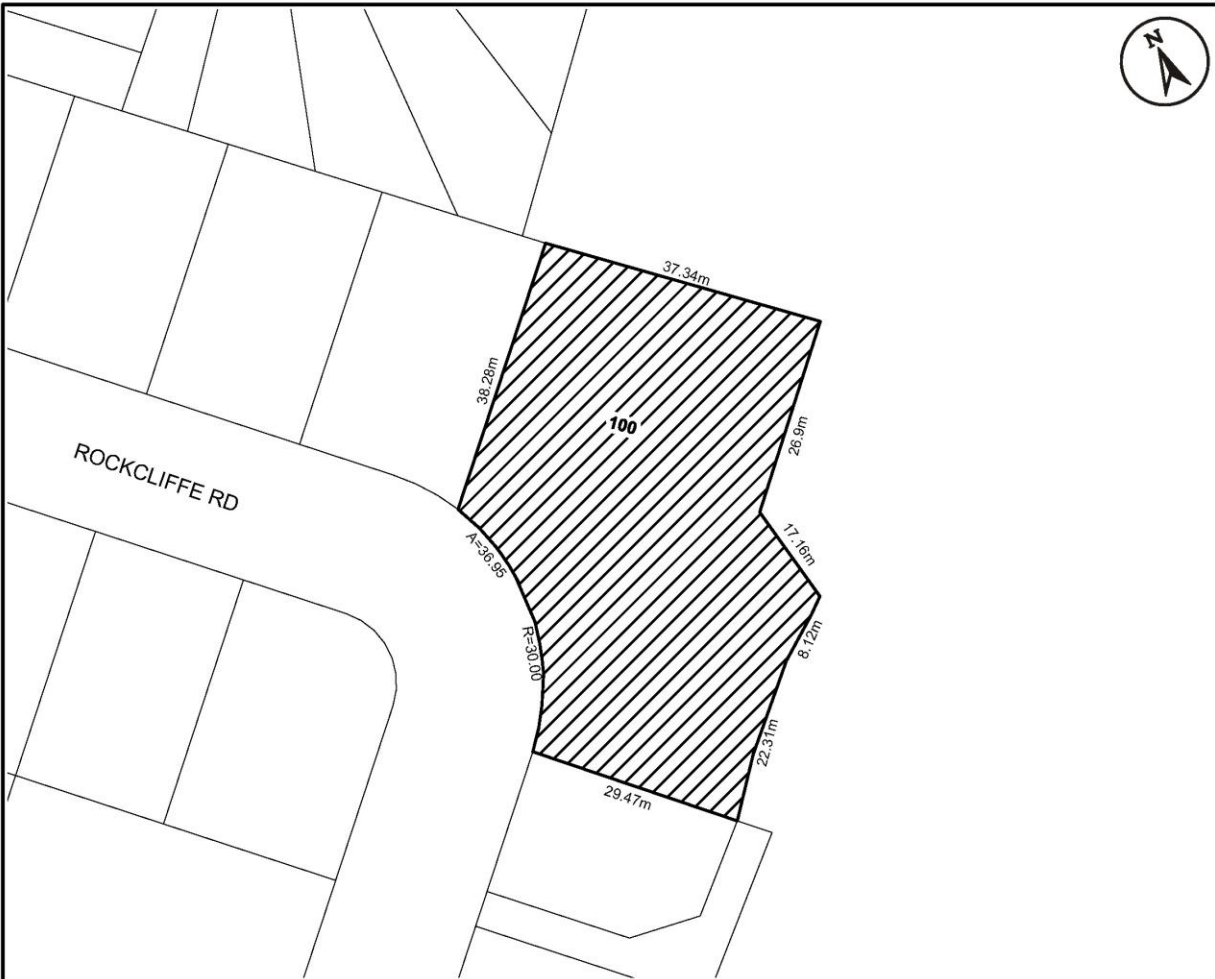 N
37.34m
38.28m
100
26.9m
ROCKCLIFFE RD
A=36.95
17.16m
R=30.00
8.12m
22.31m
29.47m